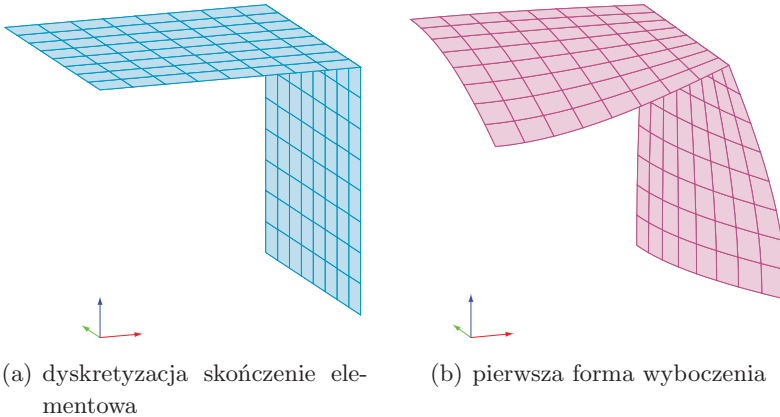 (a) dyskretyzacja skończenie ele-
mentowa
(b) pierwsza forma wyboczenia